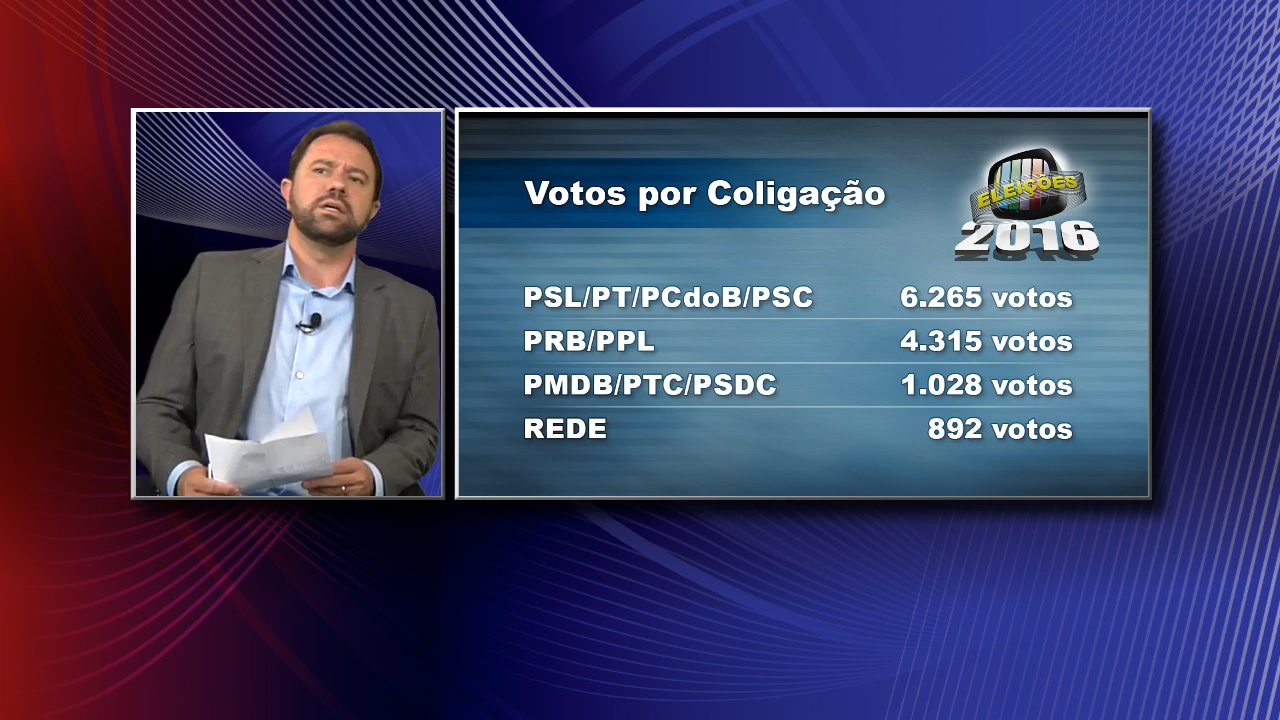 Votos por Coligação
ELEIÇÕES
2016
PSL/PT/PCdoB/PSC 6.265 votos
PRB/PPL 4.315 votos
PMDB/PTC/PSDC 1.028 votos
REDE 892 votos